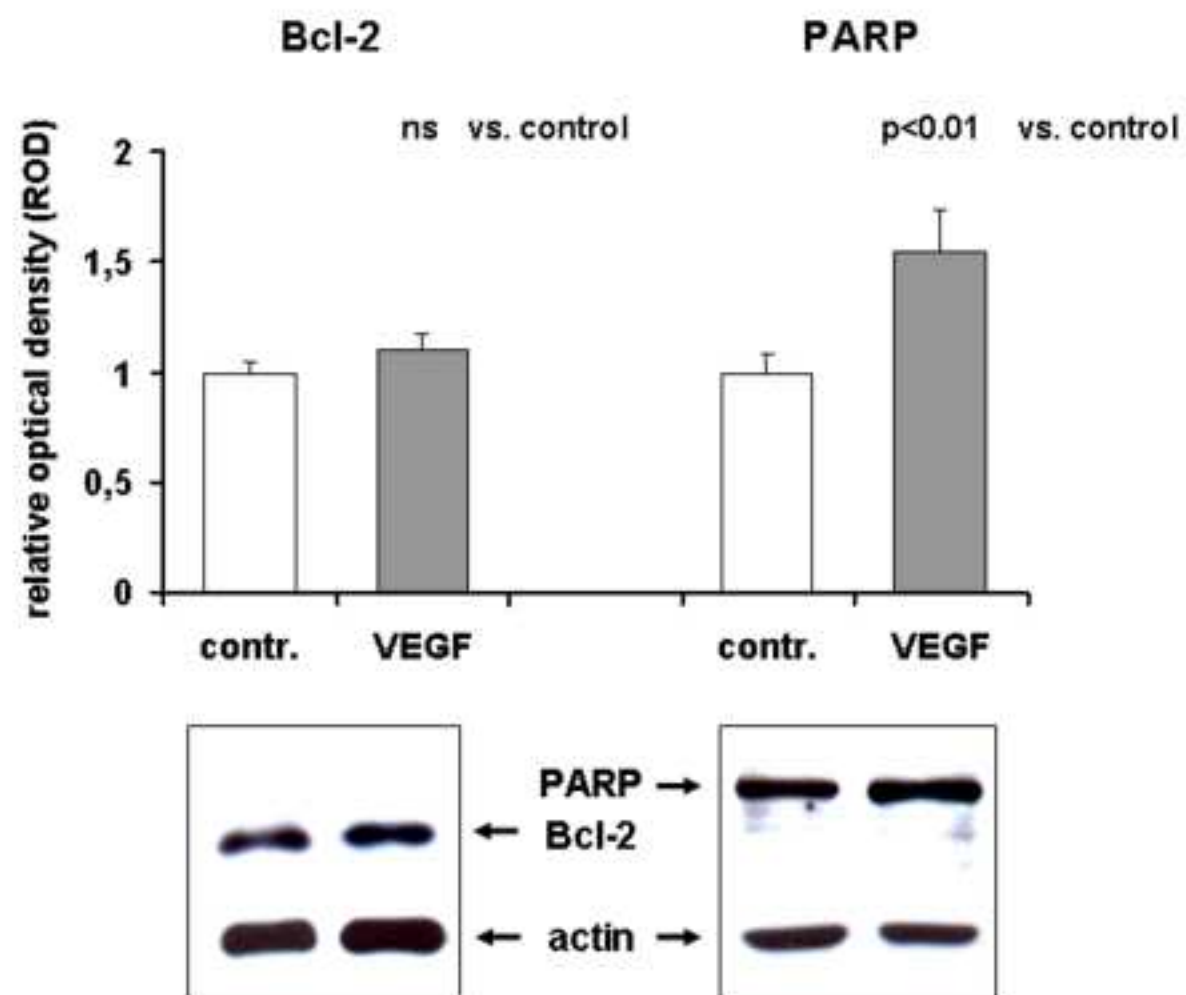 Bcl-2 PARP
ns vs. control p<0.01 vs. control
relative optical density (ROD)
2
1,5
1
0,5
0
contr. VEGF contr. VEGF
PARP
Bcl-2
actin